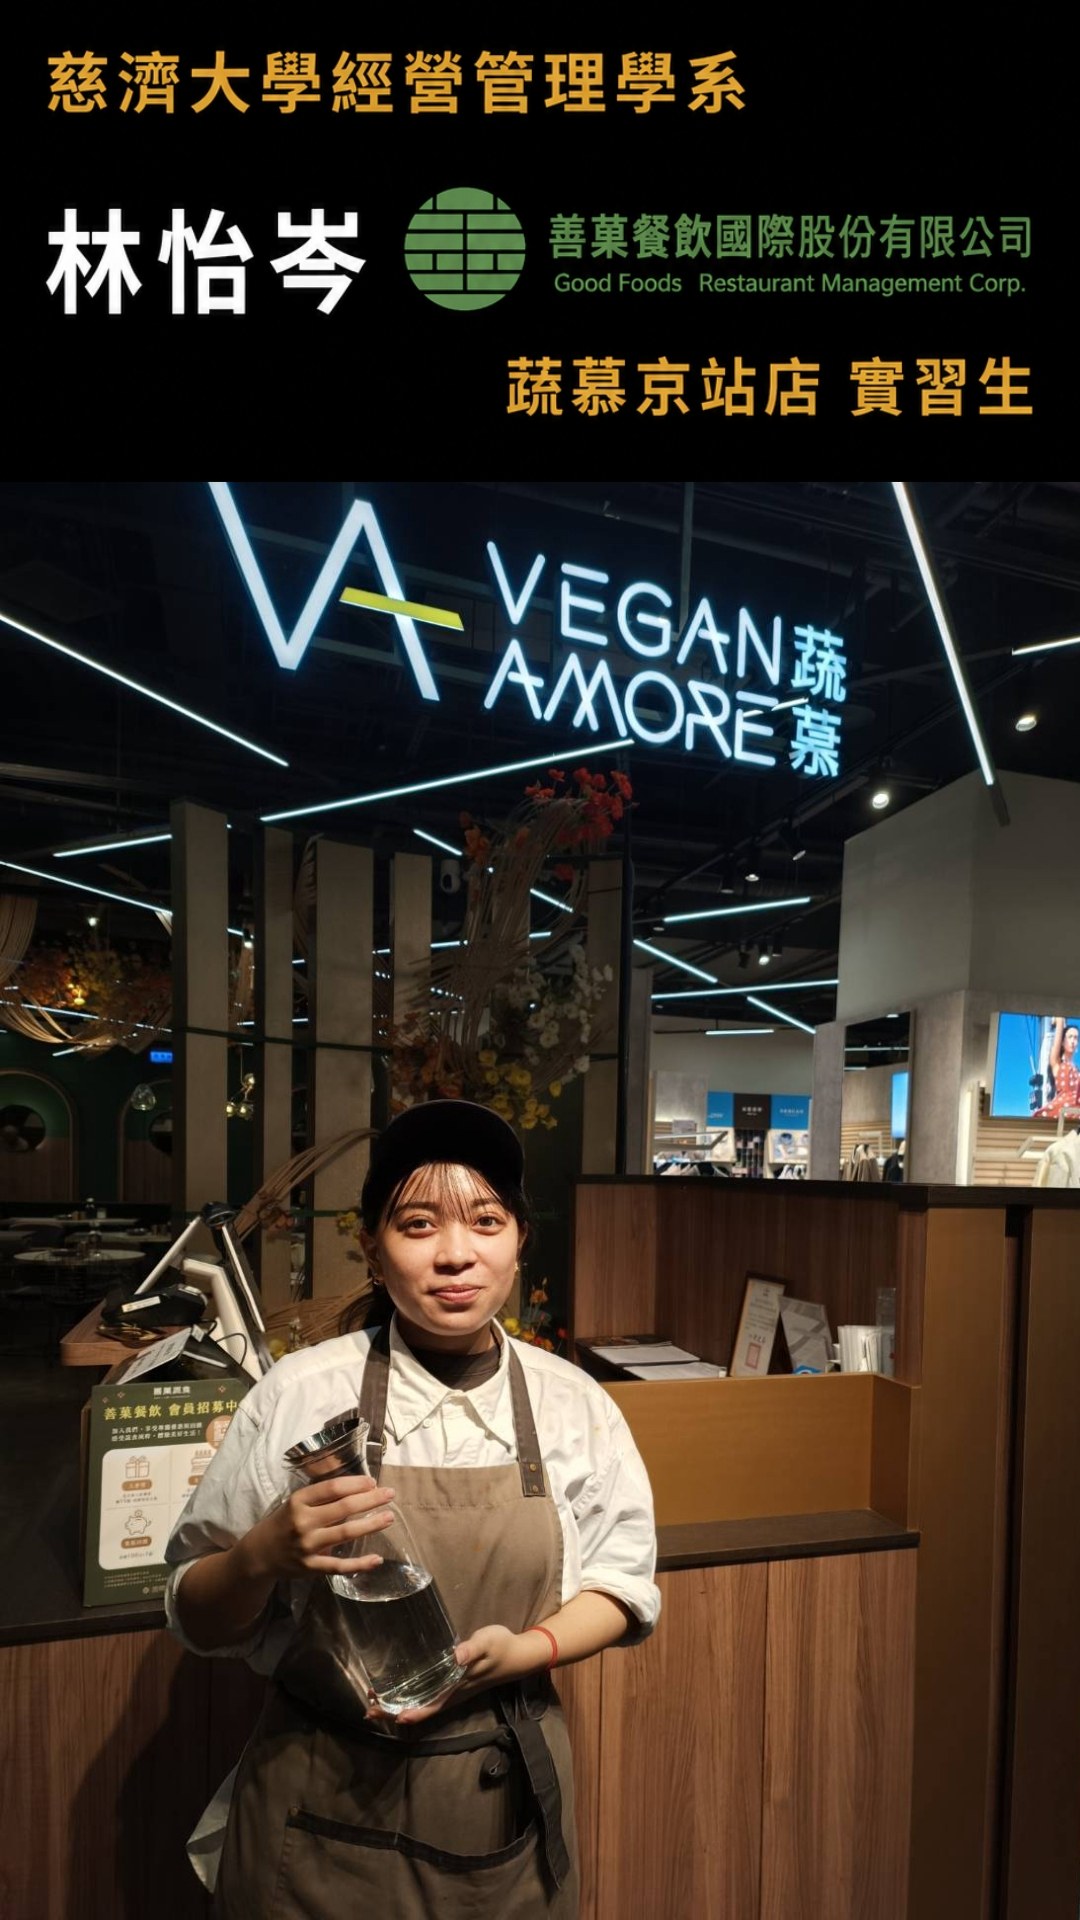 慈濟大學經營管理學系
林怡岑
善菓餐飲國際股份有限公司
Good Foods Restaurant Management Corp.
蔬慕京站店 實習生
VA
VEGAN
AMORE
蔬慕
善菓餐飲 會員招募中